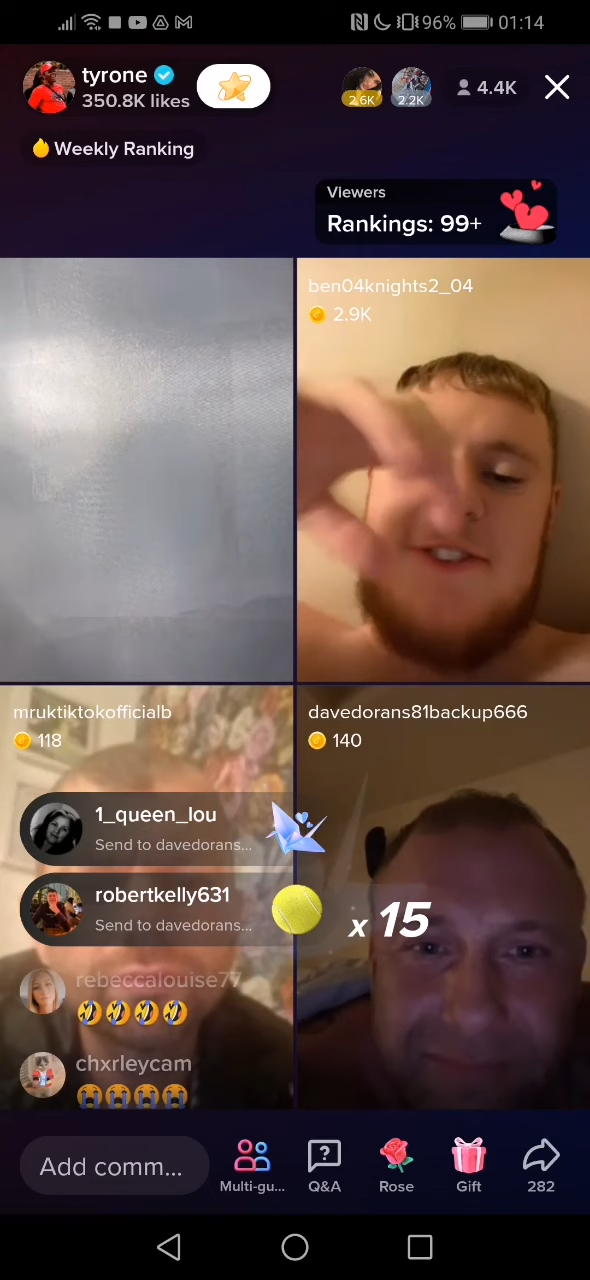 96% 01:14
tyrone
350.8K likes
2.6K
2.2K
4.4K
Weekly Ranking
Viewers
Rankings: 99+
ben04knights2_04
2.9K
mruktiktokofficialb
118
davedorans81backup666
140
1_queen_lou
Send to davedorans...
robertkelly631
Send to davedorans...
x 15
rebeccalouise77
chxrleycam
Add comm...
Multi-gu...
Q&A
Rose
Gift
282